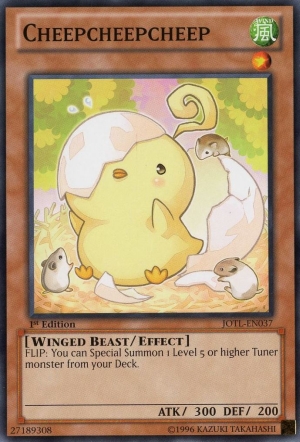 CHEEPCHEEPCHEEP
WIND
風
1st Edition
JOTL-EN037
[WINGED BEAST/EFFECT]
FLIP: You can Special Summon 1 Level 5 or higher Tuner
monster from your Deck.
ATK/ 300 DEF/ 200
27189308
©1996 KAZUKI TAKAHASHI